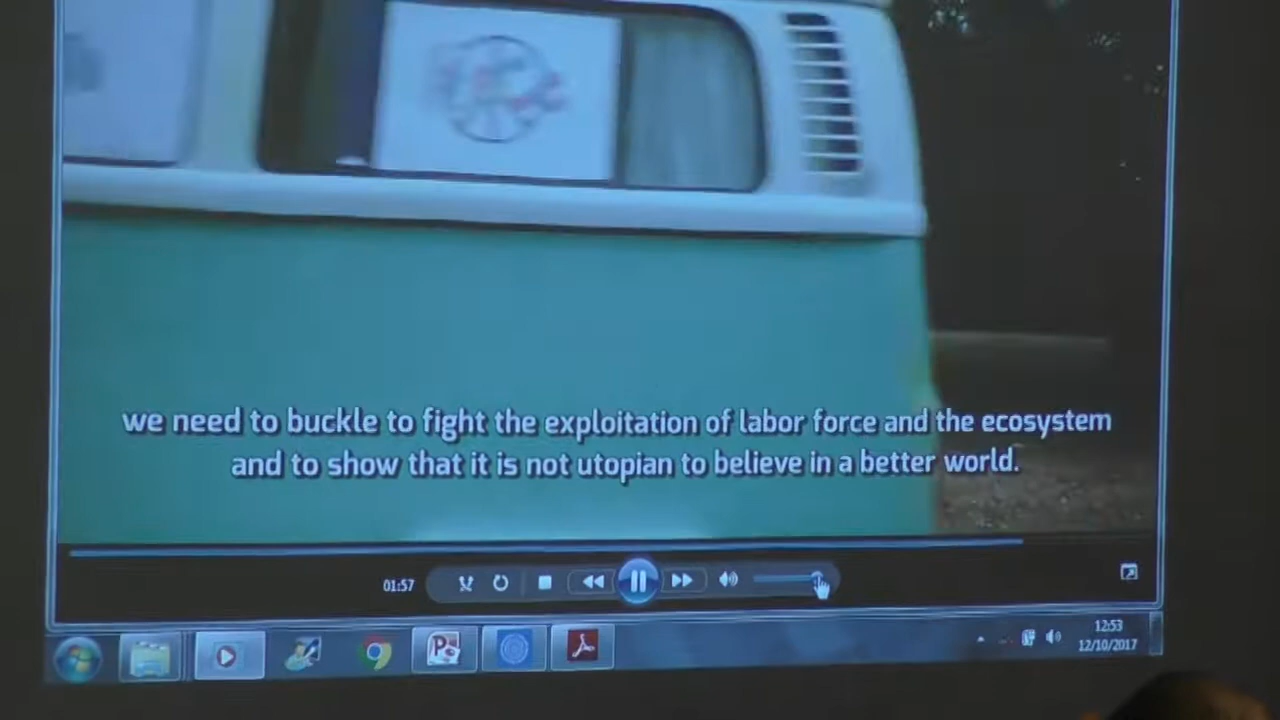 we need to buckle to fight the exploitation of labor force and the ecosystem
and to show that it is not utopian to believe in a better world.
01:57
12:53
12/10/2017